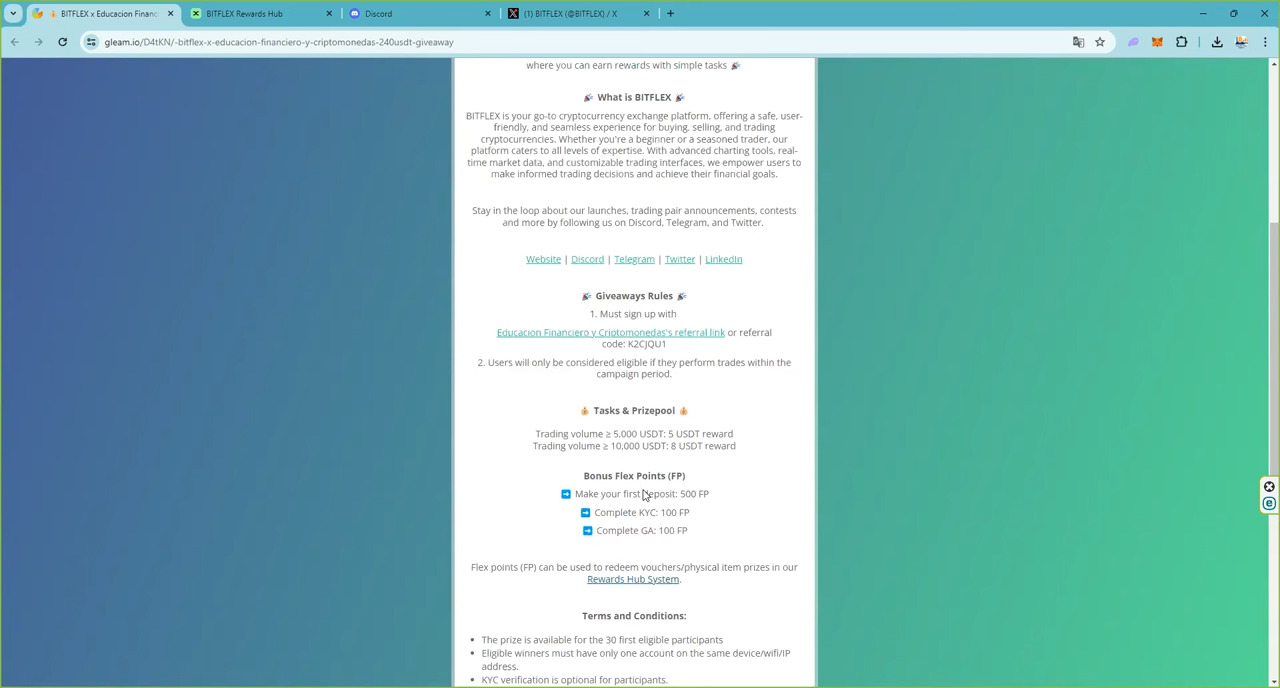 BITFLEX x Educacion Financ
BITFLEX Rewards Hub
Discord
(1) BITFLEX (@BITFLEX) / X
gleam.io/D4tKN/-bitflex-x-educacion-financiero-y-criptomonedas-240usdt-giveaway
where you can earn rewards with simple tasks 🎉
🎉 What is BITFLEX 🎉
BITFLEX is your go-to cryptocurrency exchange platform, offering a safe, user-
friendly, and seamless experience for buying, selling, and trading
cryptocurrencies. Whether you're a beginner or a seasoned trader, our
platform caters to all levels of expertise. With advanced charting tools, real-
time market data, and customizable trading interfaces, we empower users to
make informed trading decisions and achieve their financial goals.
Stay in the loop about our launches, trading pair announcements, contests
and more by following us on Discord, Telegram, and Twitter.
Website | Discord | Telegram | Twitter | LinkedIn
🎉 Giveaways Rules 🎉
1. Must sign up with
Educacion Financiero y Criptomonedas's referral link or referral
code: K2CJQU1
2. Users will only be considered eligible if they perform trades within the
campaign period.
💰 Tasks & Prizepool 💰
Trading volume ≥ 5,000 USDT: 5 USDT reward
Trading volume ≥ 10,000 USDT: 8 USDT reward
Bonus Flex Points (FP)
➡️ Make your first deposit: 500 FP
➡️ Complete KYC: 100 FP
➡️ Complete GA: 100 FP
Flex points (FP) can be used to redeem vouchers/physical item prizes in our
Rewards Hub System.
Terms and Conditions:
• The prize is available for the 30 first eligible participants
• Eligible winners must have only one account on the same device/wifi/IP
address.
• KYC verification is optional for participants.